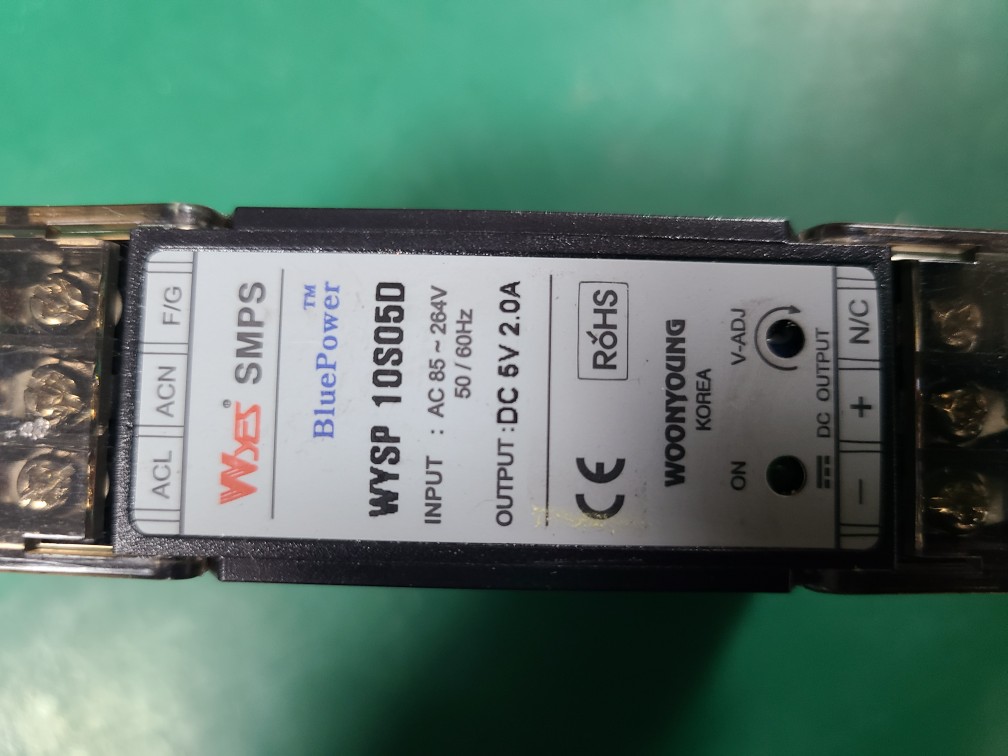 ACL ACN F/G
WYES® SMPS
BluePower™
WYSP 10S05D
INPUT : AC 85 ~ 264V
50 / 60Hz
OUTPUT : DC 5V 2.0A
CE RoHS
WOONYOUNG
KOREA
ON V-ADJ
DC OUTPUT
− + N/C